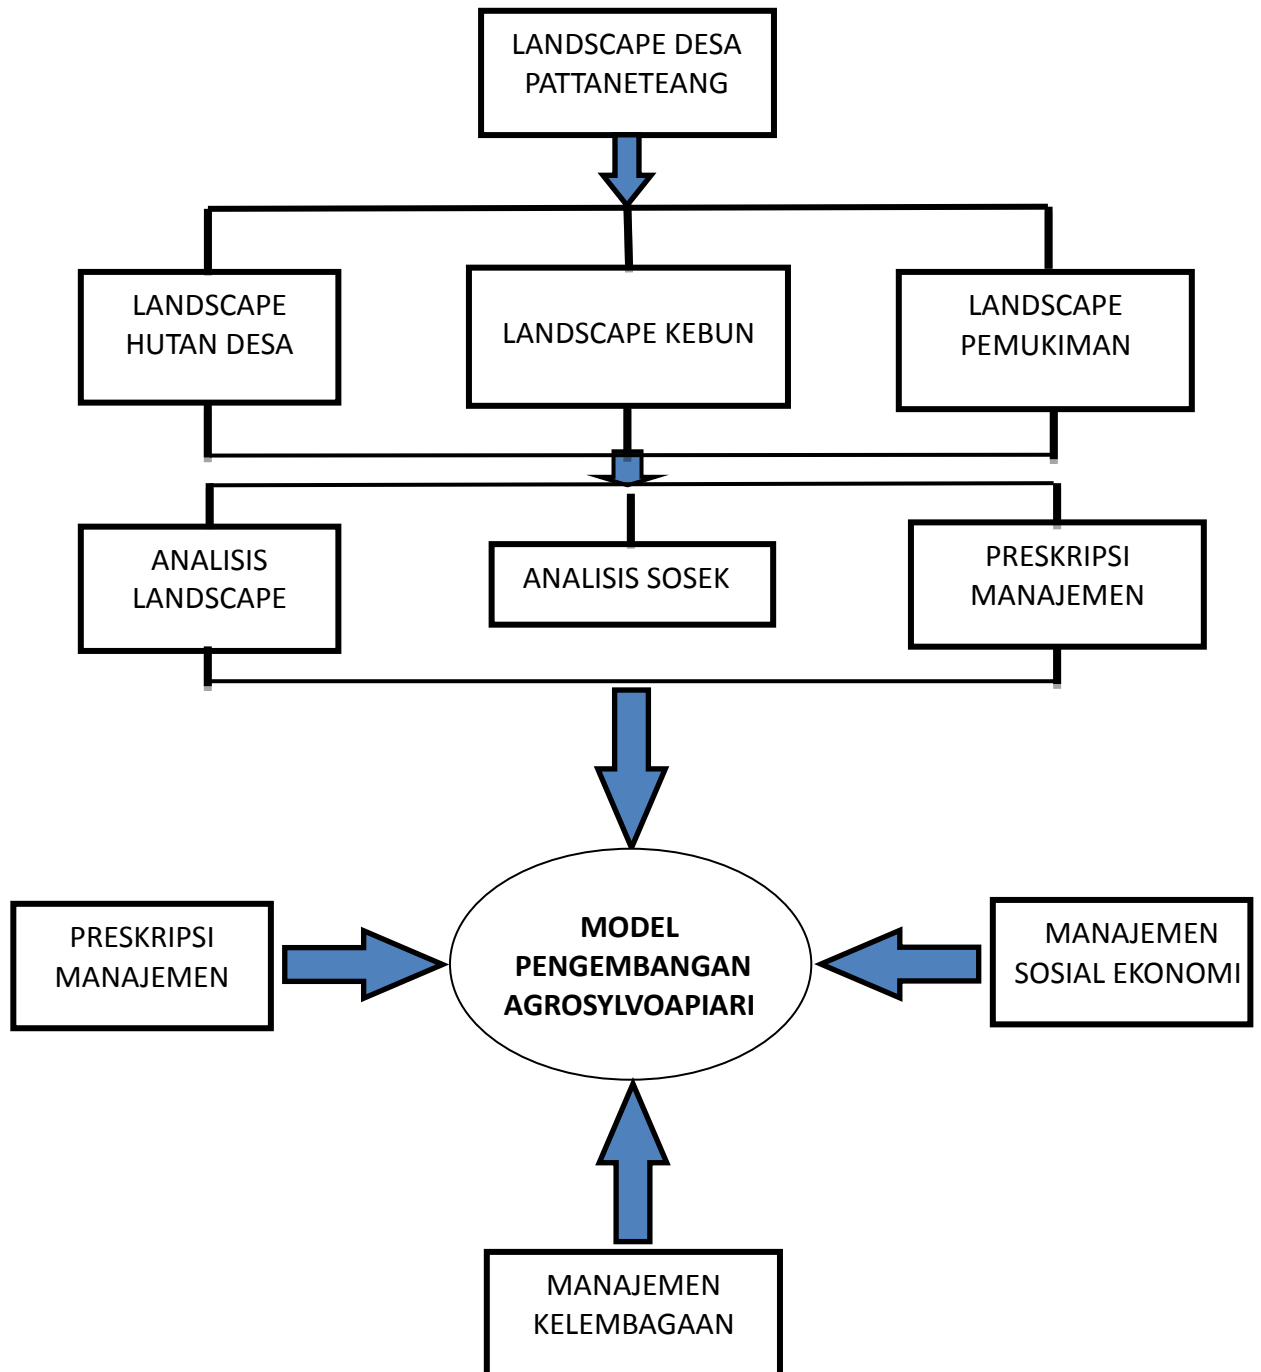 LANDSCAPE DESA
PATTANETEANG
LANDSCAPE
HUTAN DESA
LANDSCAPE KEBUN
LANDSCAPE
PEMUKIMAN
ANALISIS
LANDSCAPE
ANALISIS SOSEK
PRESKRIPSI
MANAJEMEN
PRESKRIPSI
MANAJEMEN
MODEL
PENGEMBANGAN
AGROSYLVOAPIARI
MANAJEMEN
SOSIAL EKONOMI
MANAJEMEN
KELEMBAGAAN